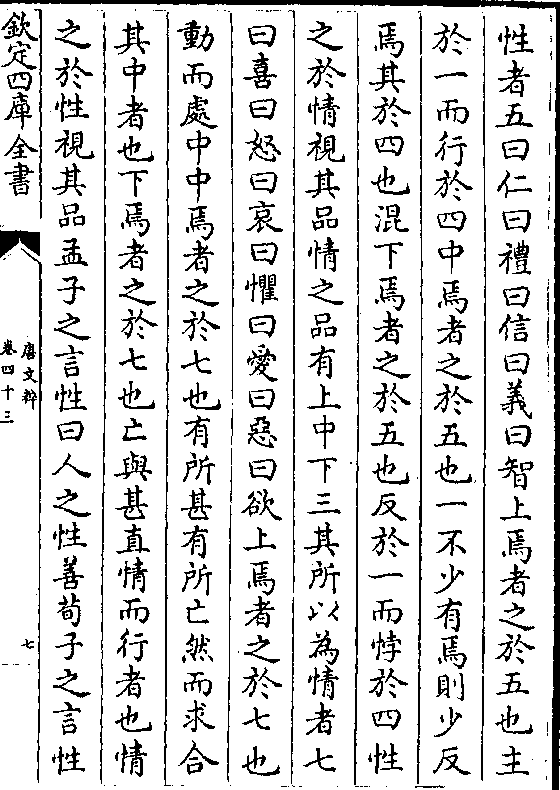 性者五曰仁曰禮曰信曰義曰智上焉者之於五也主
於一而行於四中焉者之於五也一不少有焉則少反
焉其於四也混下焉者之於五也反於一而悖於四性
之於情視其品情之品有上中下三其所以為情者七
曰喜曰怒曰哀曰懼曰愛曰惡曰欲上焉者之於七也
動而處中中焉者之於七也有所甚有所亡然而求合
其中者也下焉者之於七也亡與甚直情而行者也情
之於性視其品孟子之言性曰人之性善荀子之言性
欽定四庫全書
唐文粹
卷四十三
七